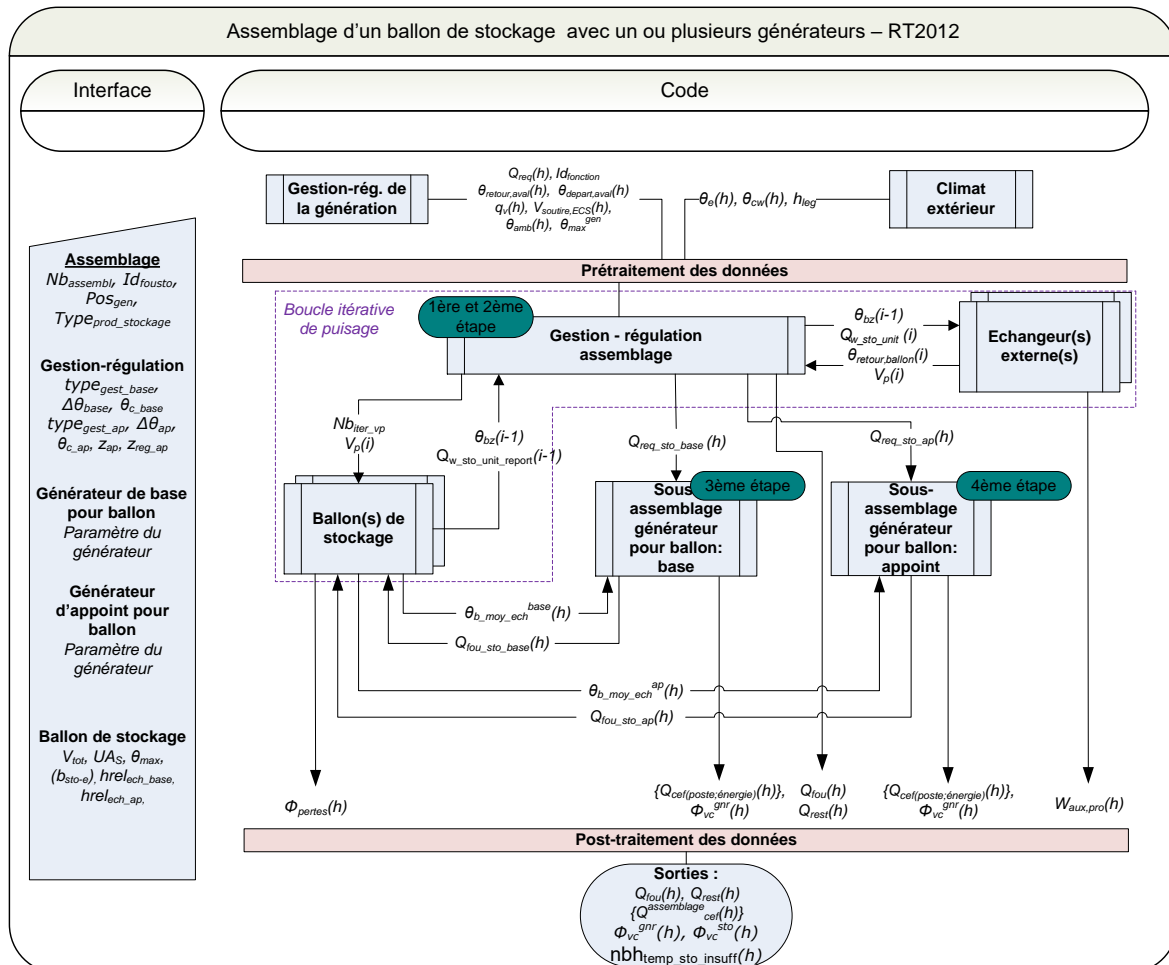 Assemblage d'un ballon de stockage avec un ou plusieurs générateurs – RT2012
Interface
Code
Gestion-rég. de
la génération
Q_req(h), Id_fonction
θ_retour,aval(h), θ_depart,aval(h)
q_v(h), V_soutire,ECS(h),
θ_amb(h), θ_max^gen
θ_e(h), θ_cw(h), h_leg
Climat
extérieur
Prétraitement des données
Assemblage
Nb_assembl, Id_fousto,
Pos_gen,
Type_prod_stockage
Gestion-régulation
type_gest_base,
Δθ_base, θ_c_base
type_gest_ap, Δθ_ap,
θ_c_ap, z_ap, z_reg_ap
Générateur de base
pour ballon
Paramètre du
générateur
Générateur
d'appoint pour
ballon
Paramètre du
générateur
Ballon de stockage
V_tot, UA_S, θ_max,
(b_sto-e), hrel_ech_base,
hrel_ech_ap,
Boucle itérative
de puisage
1ère et 2ème
étape
Gestion - régulation
assemblage
θ_bz(i-1)
Q_w_sto_unit (i)
θ_retour,ballon(i)
V_p(i)
Echangeur(s)
externe(s)
Nb_iter_vp
V_p(i)
θ_bz(i-1)
Q_w_sto_unit_report(i-1)
Q_req_sto_base (h)
Q_req_sto_ap(h)
Ballon(s) de
stockage
3ème étape
Sous-
assemblage
générateur
pour ballon:
base
4ème étape
Sous-
assemblage
générateur
pour ballon:
appoint
θ_b_moy_ech^base(h)
Q_fou_sto_base(h)
θ_b_moy_ech^ap(h)
Q_fou_sto_ap(h)
Φ_pertes(h)
{Q_cef(poste;énergie)(h)},
Φ_vc^gnr(h)
Q_fou(h)
Q_rest(h)
{Q_cef(poste;énergie)(h)},
Φ_vc^gnr(h)
W_aux,pro(h)
Post-traitement des données
Sorties :
Q_fou(h), Q_rest(h)
{Q^assemblage_cef(h)}
Φ_vc^gnr(h), Φ_vc^sto(h)
nbh_temp_sto_insuff(h)